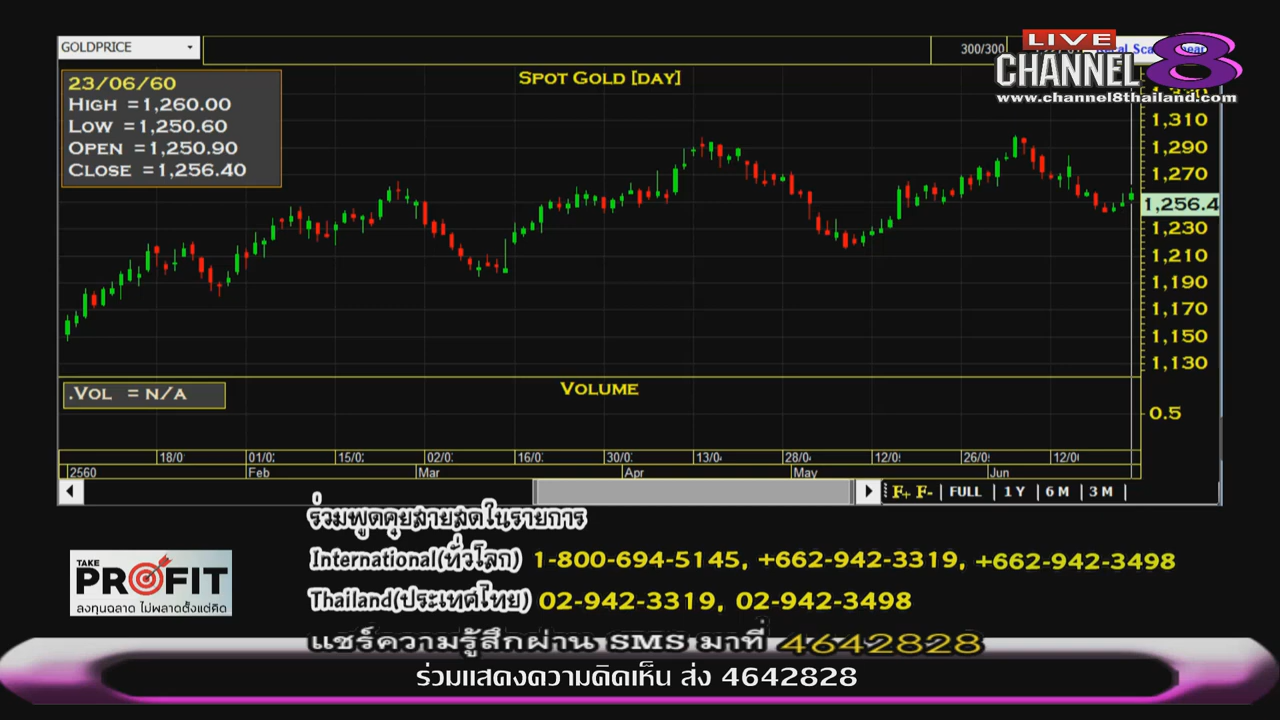 GOLDPRICE
300/300
LIVE
CHANNEL 8
www.channel8thailand.com
SPOT GOLD [DAY]
23/06/60
HIGH =1,260.00
LOW =1,250.60
OPEN =1,250.90
CLOSE =1,256.40
1,310
1,290
1,270
1,256.4
1,230
1,210
1,190
1,170
1,150
1,130
.VOL = N/A
VOLUME
0.5
18/0 01/0 15/0 02/0 16/0 30/0 13/0 28/0 12/0 26/0 12/0
2560 Feb Mar Apr May Jun
F+ F- FULL 1 Y 6 M 3 M
ร่วมพูดคุยสายสดในรายการ
International(ทั่วโลก) 1-800-694-5145, +662-942-3319, +662-942-3498
Thailand(ประเทศไทย) 02-942-3319, 02-942-3498
TAKE
PROFIT
ลงทุนฉลาด ไม่พลาดตั้งแต่คิด
แชร์ความรู้สึกผ่าน SMS มาที่ 4642828
ร่วมแสดงความคิดเห็น ส่ง 4642828